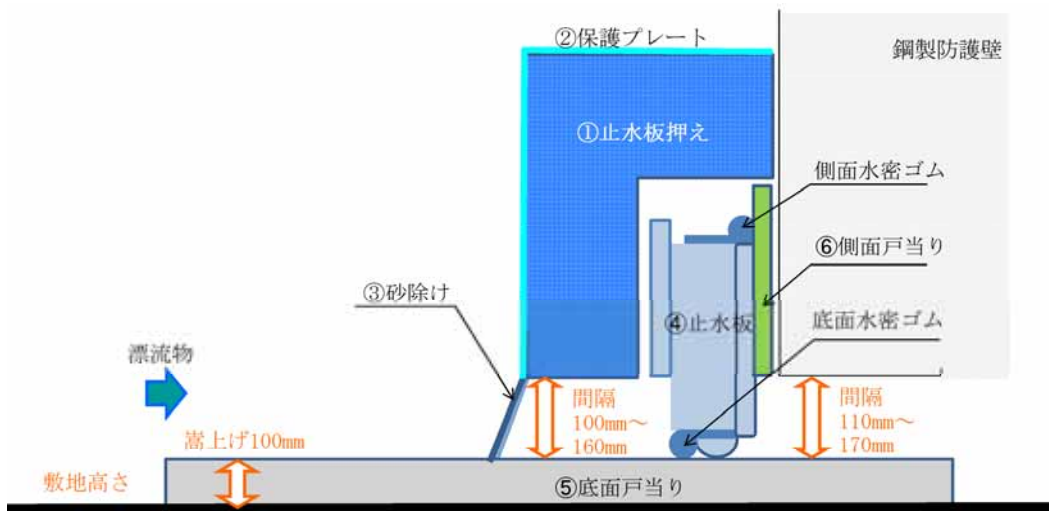 ②保護プレート
鋼製防護壁
①止水板押え
側面水密ゴム
⑥側面戸当り
③砂除け
④止水板
底面水密ゴム
漂流物
間隔
100mm～
160mm
間隔
110mm～
170mm
嵩上げ100mm
敷地高さ
⑤底面戸当り